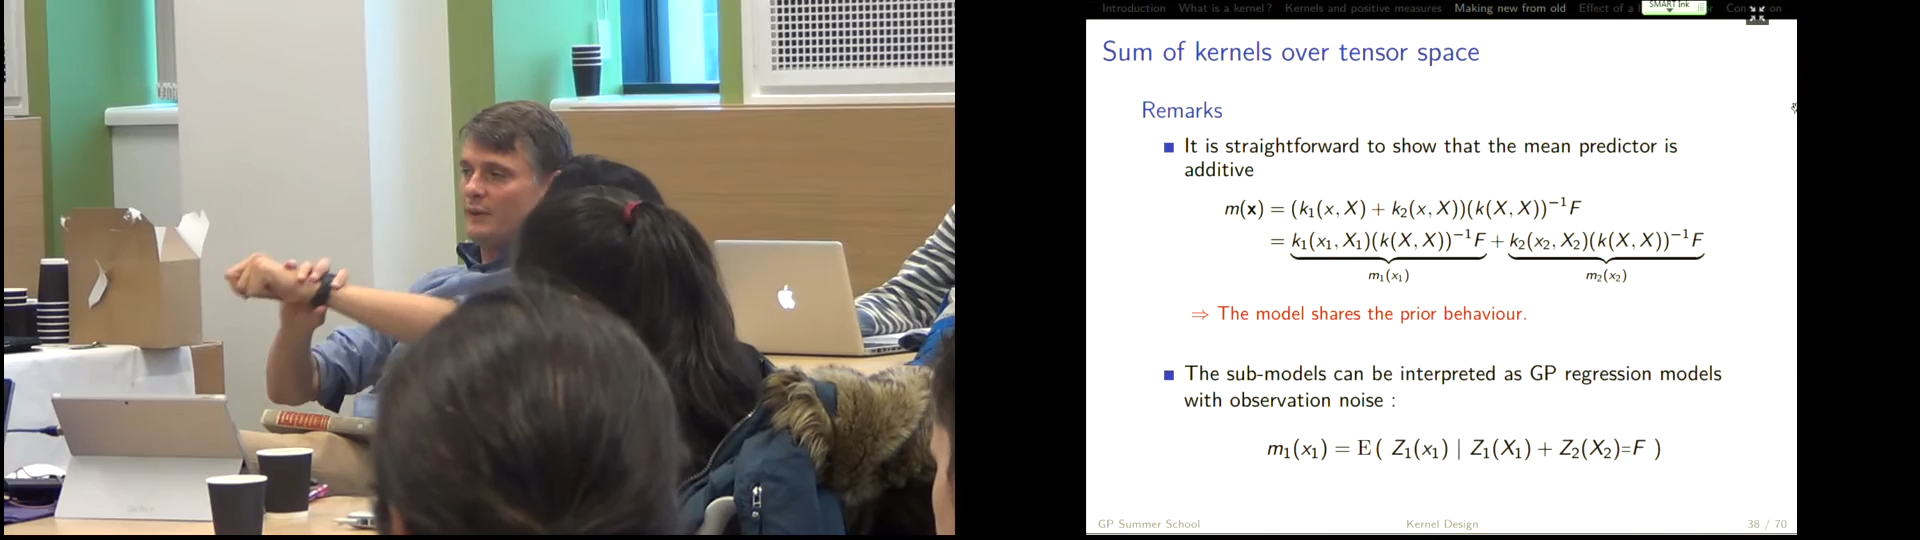 Introduction What is a kernel? Kernels and positive measures Making new from old Effect of a
SMART Ink
Sum of kernels over tensor space
Remarks
It is straightforward to show that the mean predictor is
additive
m(x) = (k₁(x, X) + k₂(x, X))(k(X, X))⁻¹F
= k₁(x₁, X₁)(k(X, X))⁻¹F + k₂(x₂, X₂)(k(X, X))⁻¹F
m₁(x₁) m₂(x₂)
⇒ The model shares the prior behaviour.
The sub-models can be interpreted as GP regression models
with observation noise :
m₁(x₁) = E ( Z₁(x₁) | Z₁(X₁) + Z₂(X₂)=F )
GP Summer School Kernel Design 38 / 70